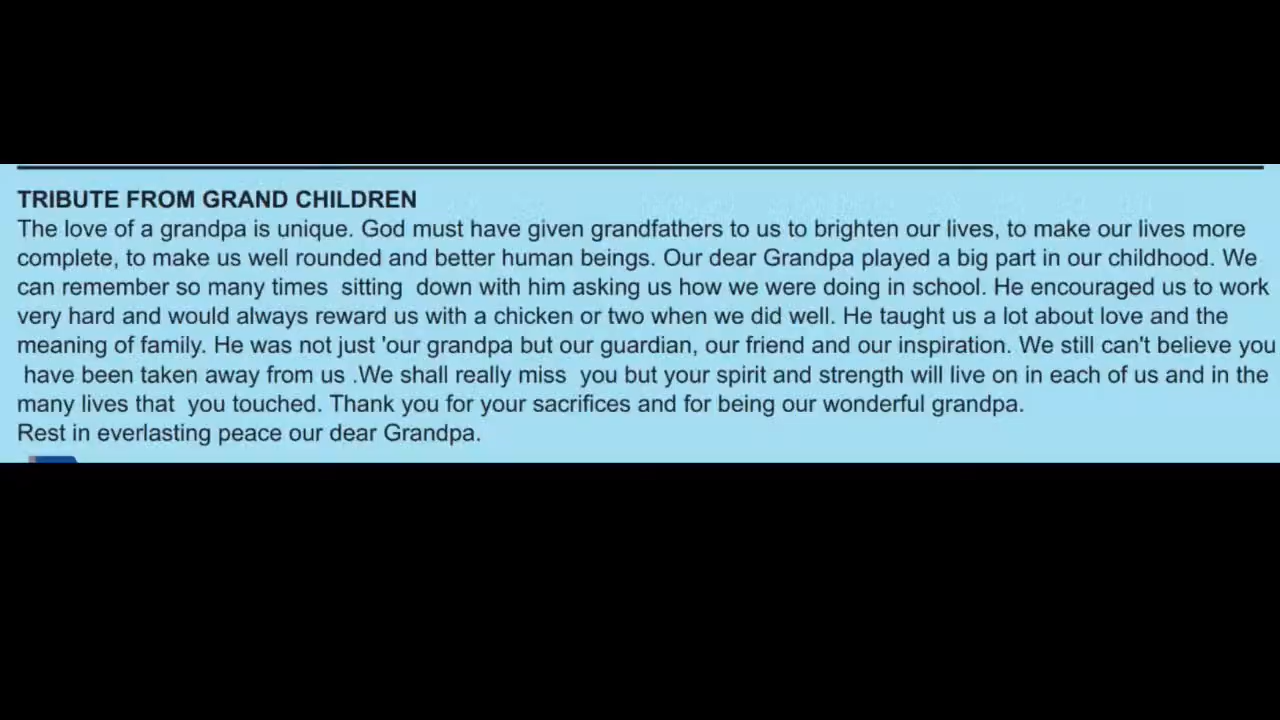 TRIBUTE FROM GRAND CHILDREN
The love of a grandpa is unique. God must have given grandfathers to us to brighten our lives, to make our lives more
complete, to make us well rounded and better human beings. Our dear Grandpa played a big part in our childhood. We
can remember so many times  sitting  down with him asking us how we were doing in school. He encouraged us to work
very hard and would always reward us with a chicken or two when we did well. He taught us a lot about love and the
meaning of family. He was not just 'our grandpa but our guardian, our friend and our inspiration. We still can't believe you
have been taken away from us .We shall really miss  you but your spirit and strength will live on in each of us and in the
many lives that  you touched. Thank you for your sacrifices and for being our wonderful grandpa.
Rest in everlasting peace our dear Grandpa.